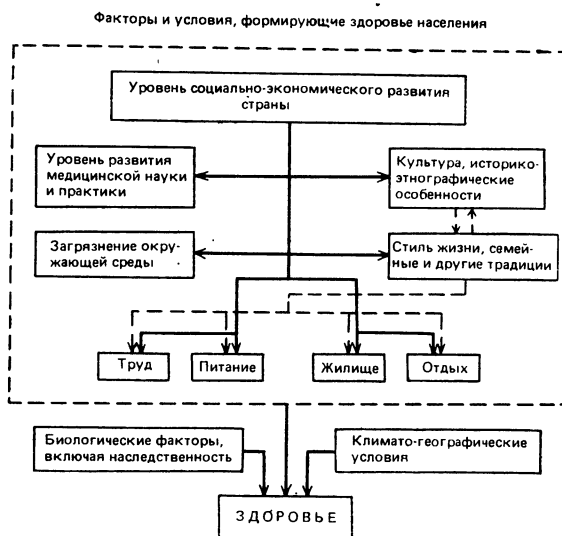 Факторы и условия, формирующие здоровье населения
Уровень социально-экономического развития
страны
Уровень развития
медицинской науки
и практики
Культура, историко-
этнографические
особенности
Загрязнение окру-
жающей среды
Стиль жизни, семей-
ные и другие традиции
Труд
Питание
Жилище
Отдых
Биологические факторы,
включая наследственность
Климато-географические
условия
ЗДОРОВЬЕ